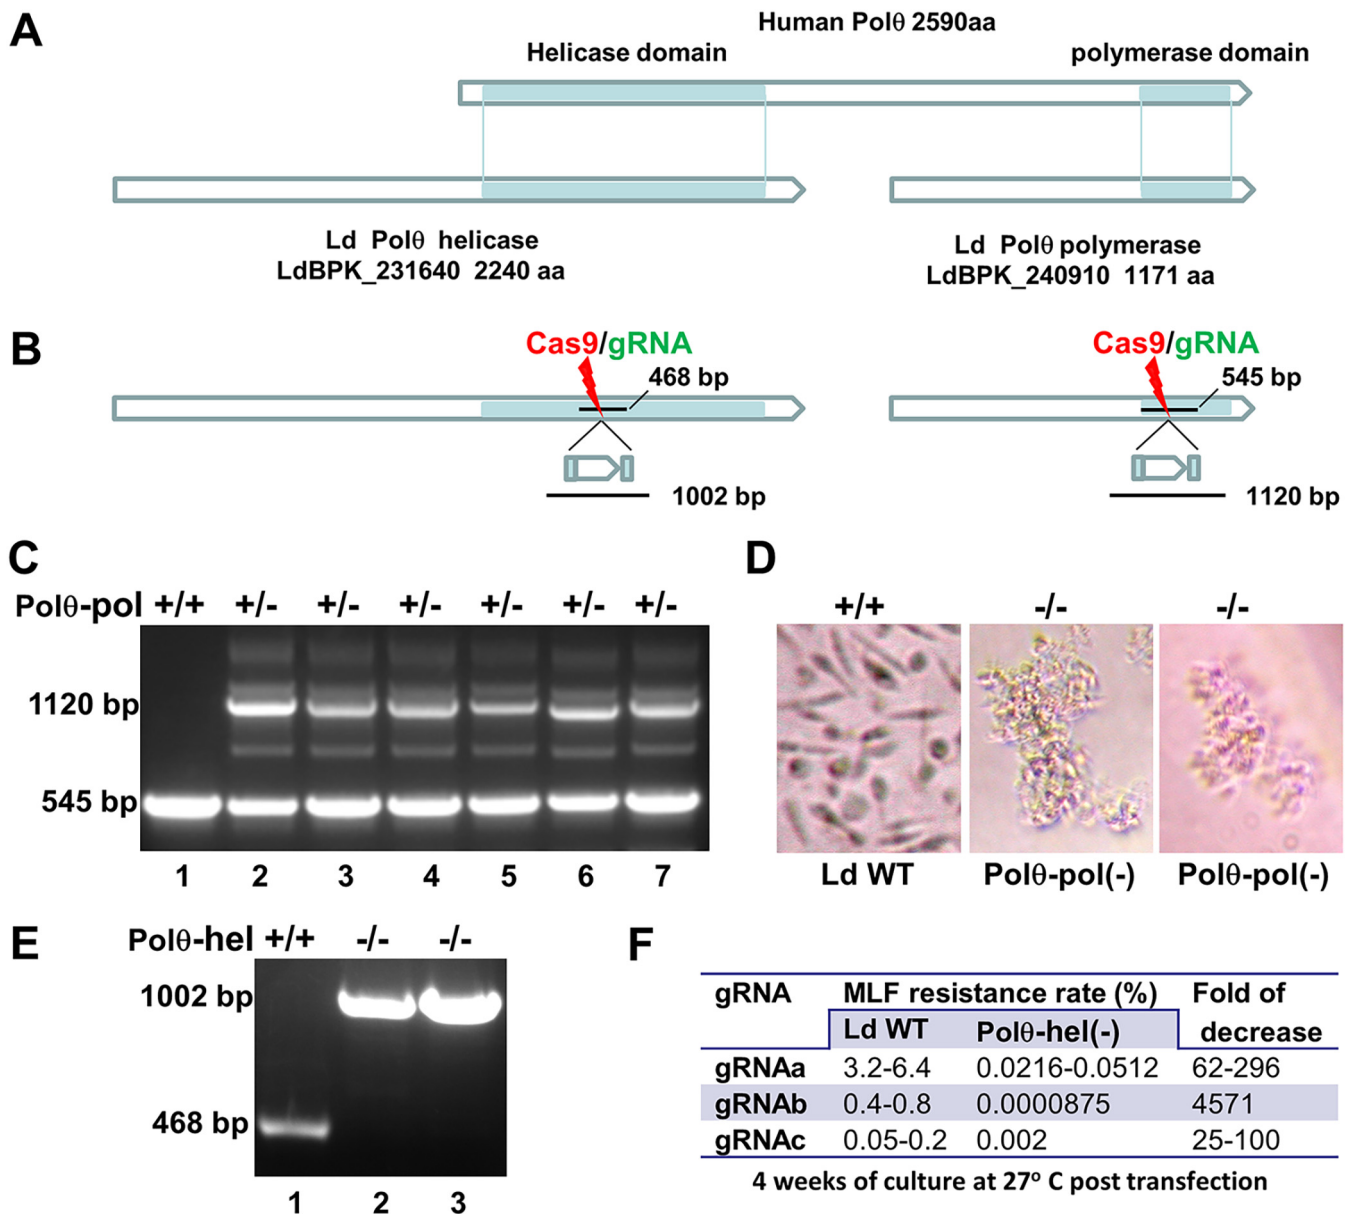 A
Human Polθ 2590aa
Helicase domain
polymerase domain
Ld Polθ helicase
LdBPK_231640 2240 aa
Ld Polθ polymerase
LdBPK_240910 1171 aa
B
Cas9/gRNA
468 bp
1002 bp
Cas9/gRNA
545 bp
1120 bp
C
Polθ-pol +/+ +/- +/- +/- +/- +/- +/-
1120 bp
545 bp
1 2 3 4 5 6 7
D
+/+ -/- -/-
Ld WT Polθ-pol(-) Polθ-pol(-)
E
Polθ-hel +/+ -/- -/-
1002 bp
468 bp
1 2 3
F
gRNA MLF resistance rate (%) Fold of
Ld WT Polθ-hel(-) decrease
gRNAa 3.2-6.4 0.0216-0.0512 62-296
gRNAb 0.4-0.8 0.0000875 4571
gRNAc 0.05-0.2 0.002 25-100
4 weeks of culture at 27º C post transfection